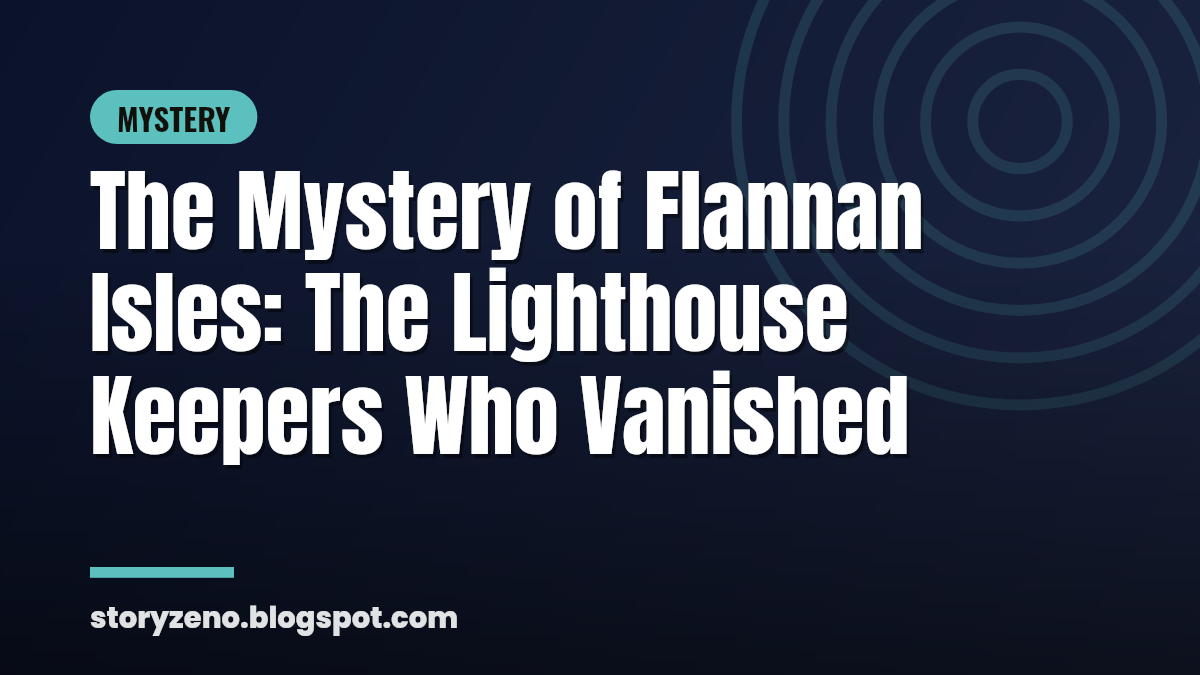 MYSTERY
The Mystery of Flannan
Isles: The Lighthouse
Keepers Who Vanished
storyzeno.blogspot.com